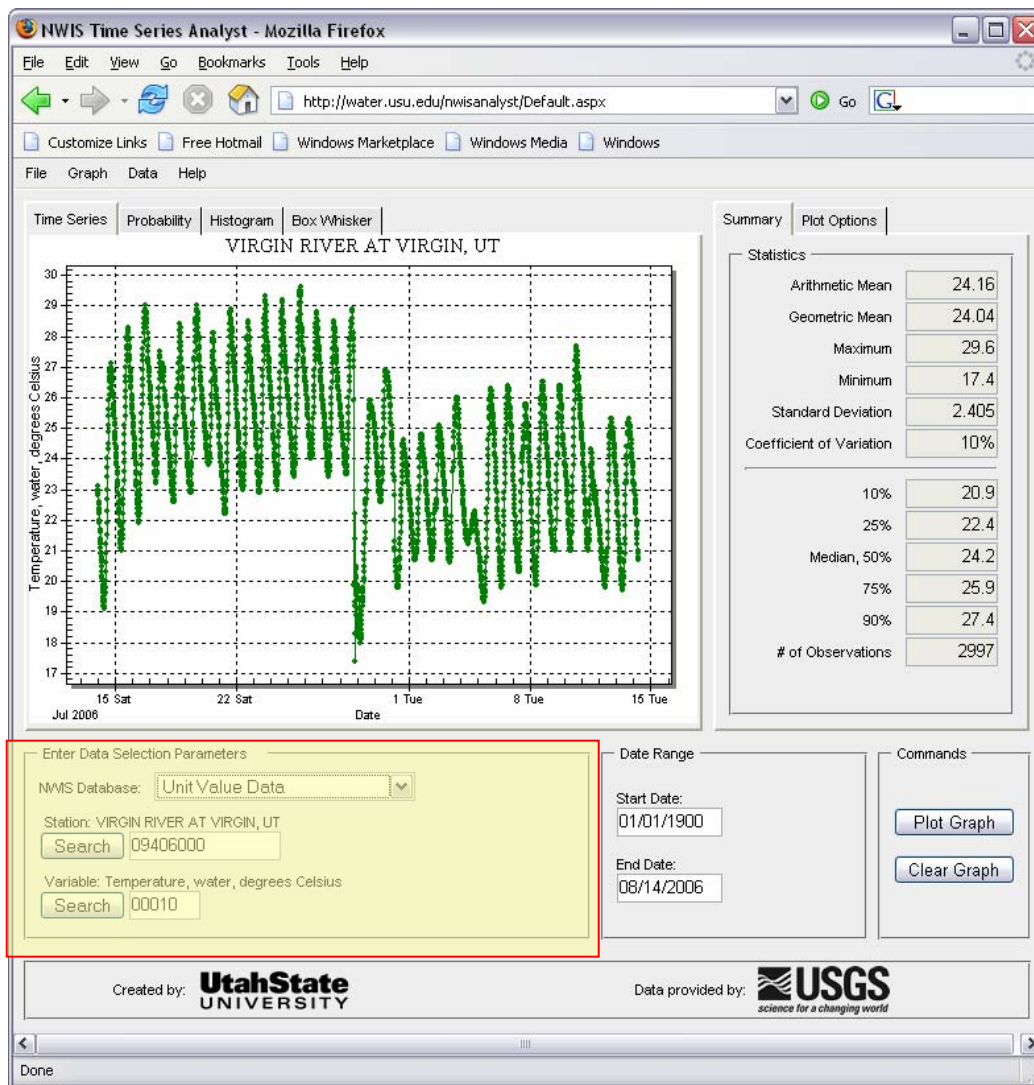 NWIS Time Series Analyst - Mozilla Firefox
File Edit View Go Bookmarks Tools Help
http://water.usu.edu/nwisanalyst/Default.aspx Go G
Customize Links Free Hotmail Windows Marketplace Windows Media Windows
File Graph Data Help
Time Series Probability Histogram Box Whisker
VIRGIN RIVER AT VIRGIN, UT
Temperature, water, degrees Celsius
30
29
28
27
26
25
24
23
22
21
20
19
18
17
15 Sat 22 Sat 1 Tue 8 Tue 15 Tue
Jul 2006 Date
Summary Plot Options
Statistics
Arithmetic Mean 24.16
Geometric Mean 24.04
Maximum 29.6
Minimum 17.4
Standard Deviation 2.405
Coefficient of Variation 10%
10% 20.9
25% 22.4
Median, 50% 24.2
75% 25.9
90% 27.4
# of Observations 2997
Enter Data Selection Parameters
NWIS Database: Unit Value Data
Station: VIRGIN RIVER AT VIRGIN, UT
Search 09406000
Variable: Temperature, water, degrees Celsius
Search 00010
Date Range
Start Date:
01/01/1900
End Date:
08/14/2006
Commands
Plot Graph
Clear Graph
Created by: UtahState
UNIVERSITY
Data provided by: USGS
science for a changing world
Done